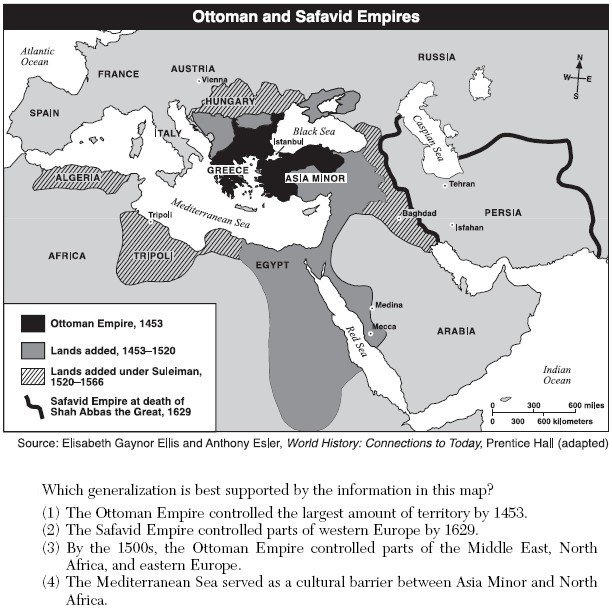 Ottoman and Safavid Empires
Atlantic
Ocean
FRANCE
AUSTRIA
Vienna
RUSSIA
N
W
E
S
HUNGARY
SPAIN
ITALY
Black Sea
Istanbul
Caspian Sea
GREECE
ASIA MINOR
ALGERIA
Tehran
Mediterranean Sea
Tripoli
Baghdad
PERSIA
Isfahan
AFRICA
TRIPOLI
EGYPT
Medina
Mecca
ARABIA
Red Sea
Indian
Ocean
Ottoman Empire, 1453
Lands added, 1453–1520
Lands added under Suleiman,
1520–1566
Safavid Empire at death of
Shah Abbas the Great, 1629
0 300 600 miles
0 300 600 kilometers
Source: Elisabeth Gaynor Ellis and Anthony Esler, World History: Connections to Today, Prentice Hall (adapted)
Which generalization is best supported by the information in this map?
(1) The Ottoman Empire controlled the largest amount of territory by 1453.
(2) The Safavid Empire controlled parts of western Europe by 1629.
(3) By the 1500s, the Ottoman Empire controlled parts of the Middle East, North
Africa, and eastern Europe.
(4) The Mediterranean Sea served as a cultural barrier between Asia Minor and North
Africa.